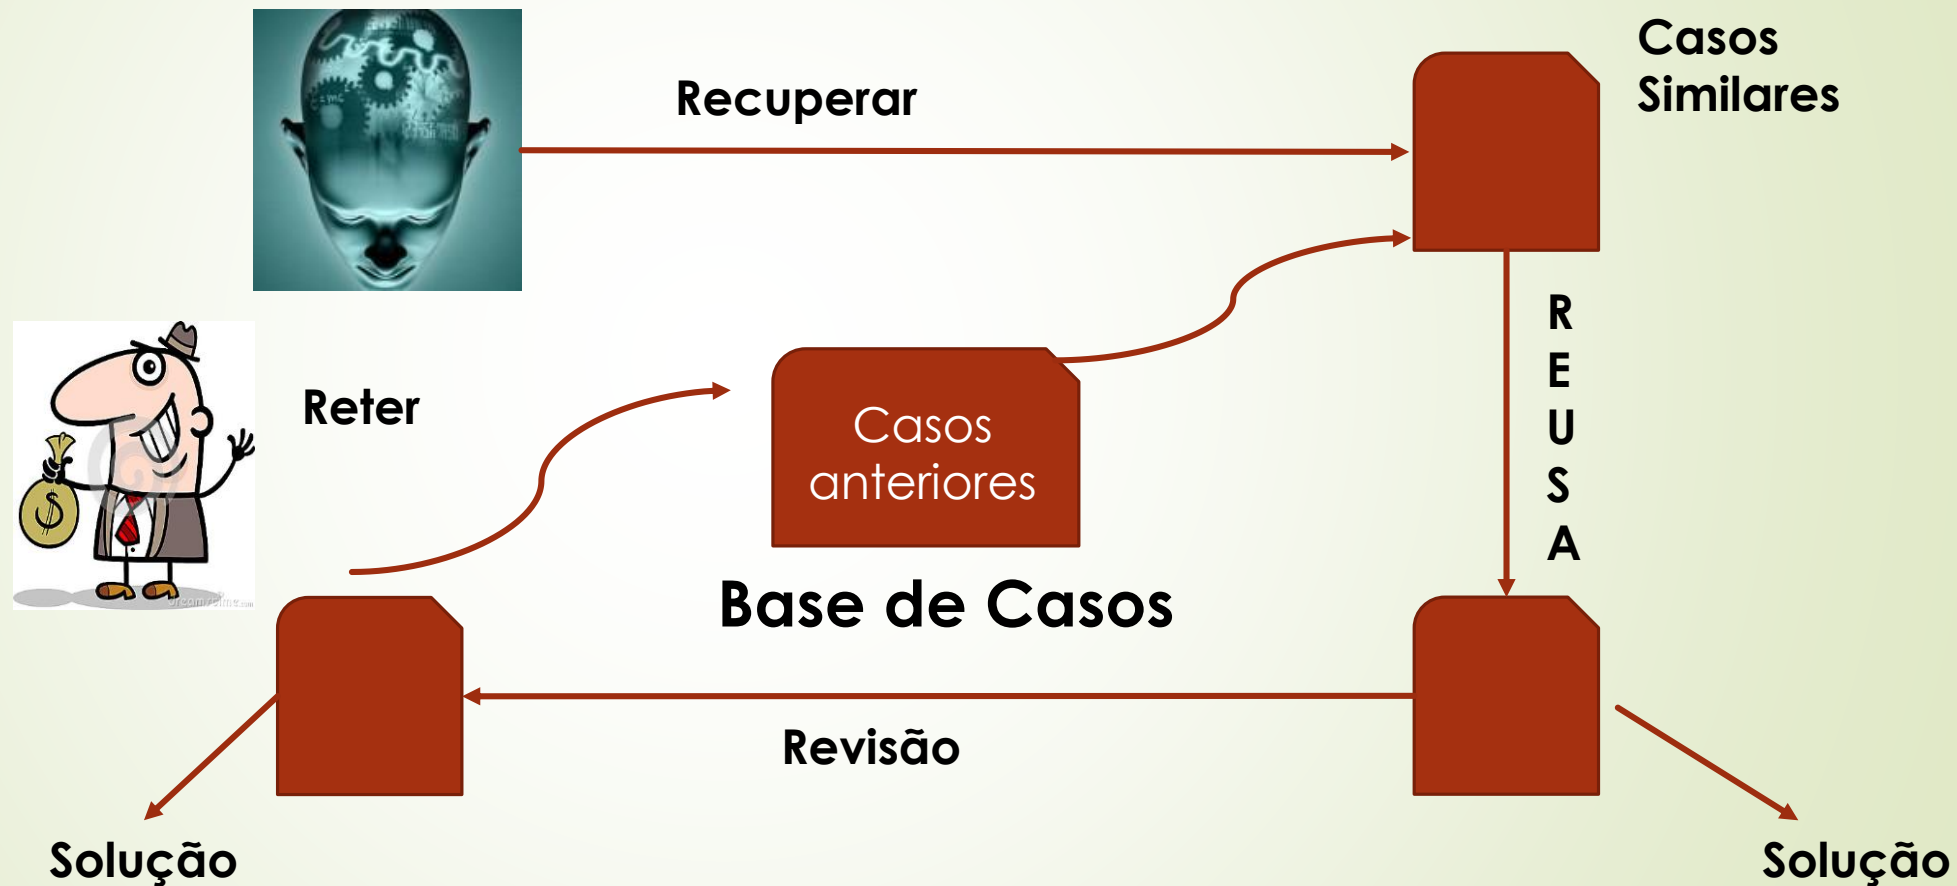 Recuperar
Casos
Similares
R
E
U
S
A
Reter
Casos
anteriores
Base de Casos
Revisão
Solução
Solução
$